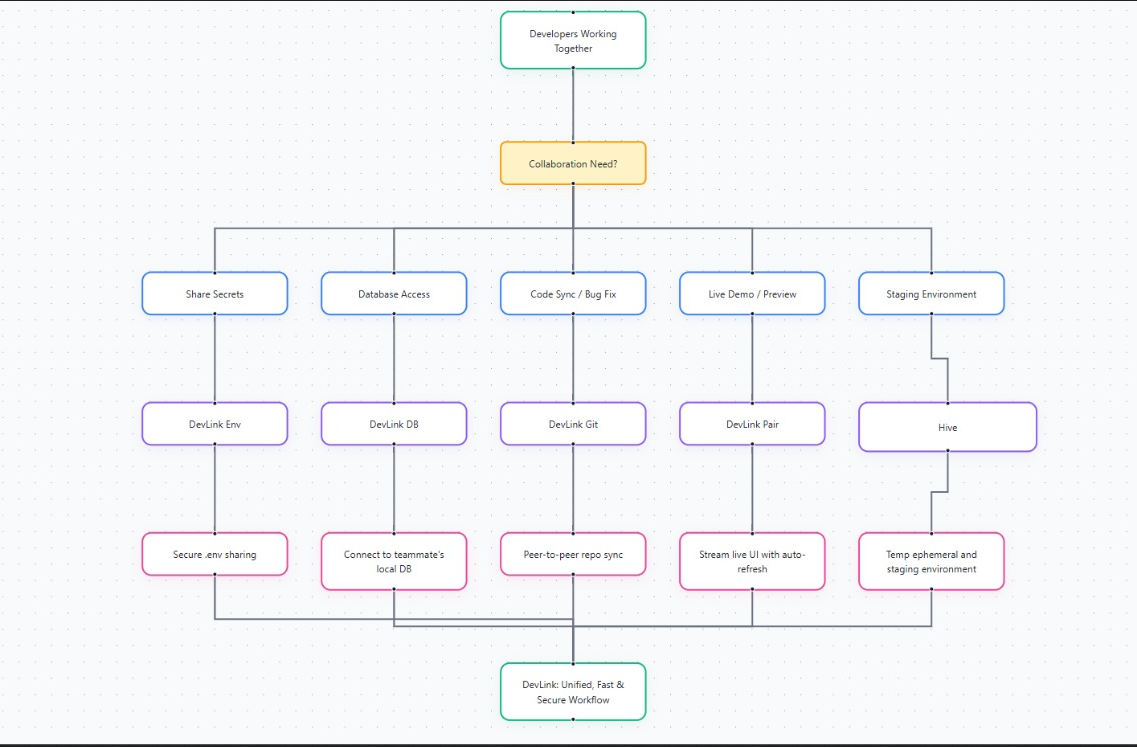 Developers Working
Together
Collaboration Need?
Share Secrets
Database Access
Code Sync / Bug Fix
Live Demo / Preview
Staging Environment
DevLink Env
DevLink DB
DevLink Git
DevLink Pair
Hive
Secure .env sharing
Connect to teammate's
local DB
Peer-to-peer repo sync
Stream live UI with auto-
refresh
Temp ephemeral and
staging environment
DevLink: Unified, Fast &
Secure Workflow